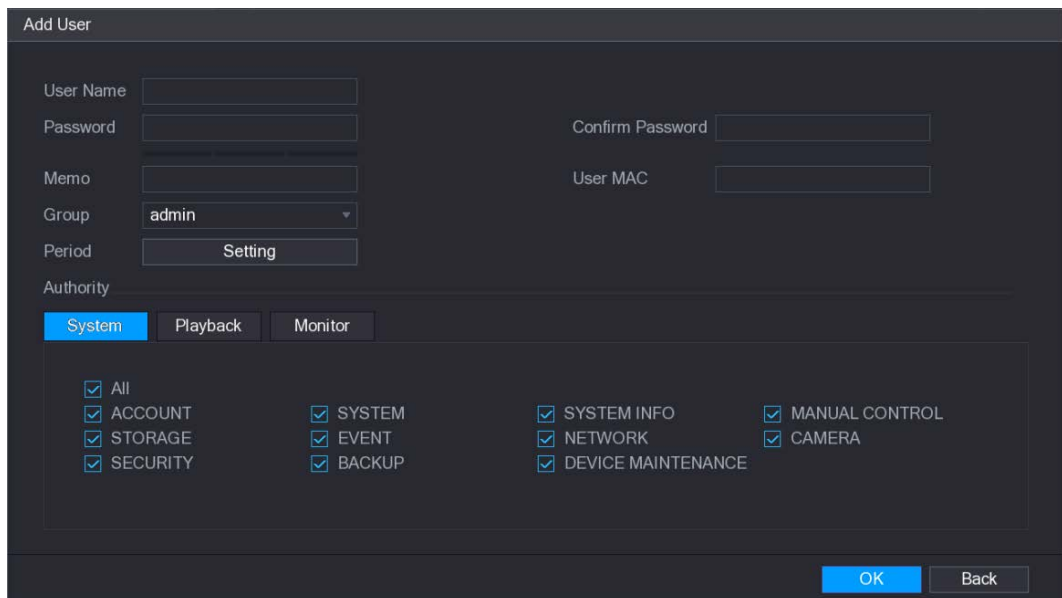 Add User
User Name
Password Confirm Password
Memo User MAC
Group admin
Period Setting
Authority
System Playback Monitor
All
ACCOUNT SYSTEM SYSTEM INFO MANUAL CONTROL
STORAGE EVENT NETWORK CAMERA
SECURITY BACKUP DEVICE MAINTENANCE
OK Back